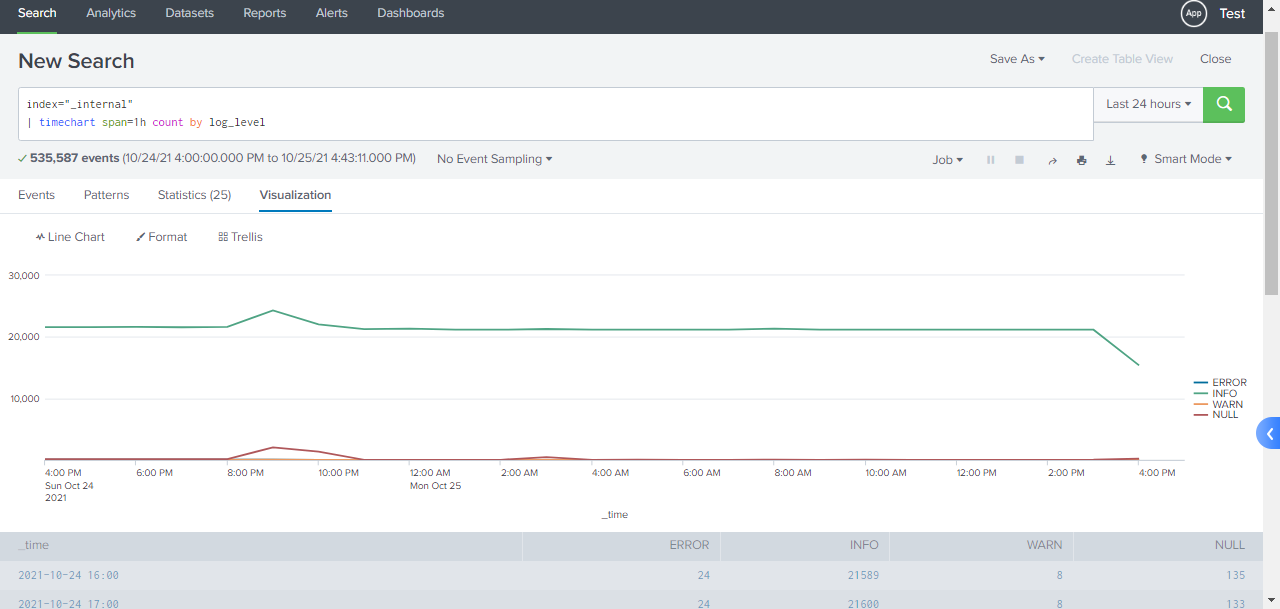 Search Analytics Datasets Reports Alerts Dashboards App Test
New Search Save As Create Table View Close
index="_internal"
| timechart span=1h count by log_level
Last 24 hours
535,587 events (10/24/21 4:00:00.000 PM to 10/25/21 4:43:11.000 PM) No Event Sampling Job Smart Mode
Events Patterns Statistics (25) Visualization
Line Chart Format Trellis
30,000
20,000
10,000
ERROR
INFO
WARN
NULL
4:00 PM 6:00 PM 8:00 PM 10:00 PM 12:00 AM 2:00 AM 4:00 AM 6:00 AM 8:00 AM 10:00 AM 12:00 PM 2:00 PM 4:00 PM
Sun Oct 24 Mon Oct 25
2021
_time
_time ERROR INFO WARN NULL
2021-10-24 16:00 24 21589 8 135
2021-10-24 17:00 24 21600 8 133